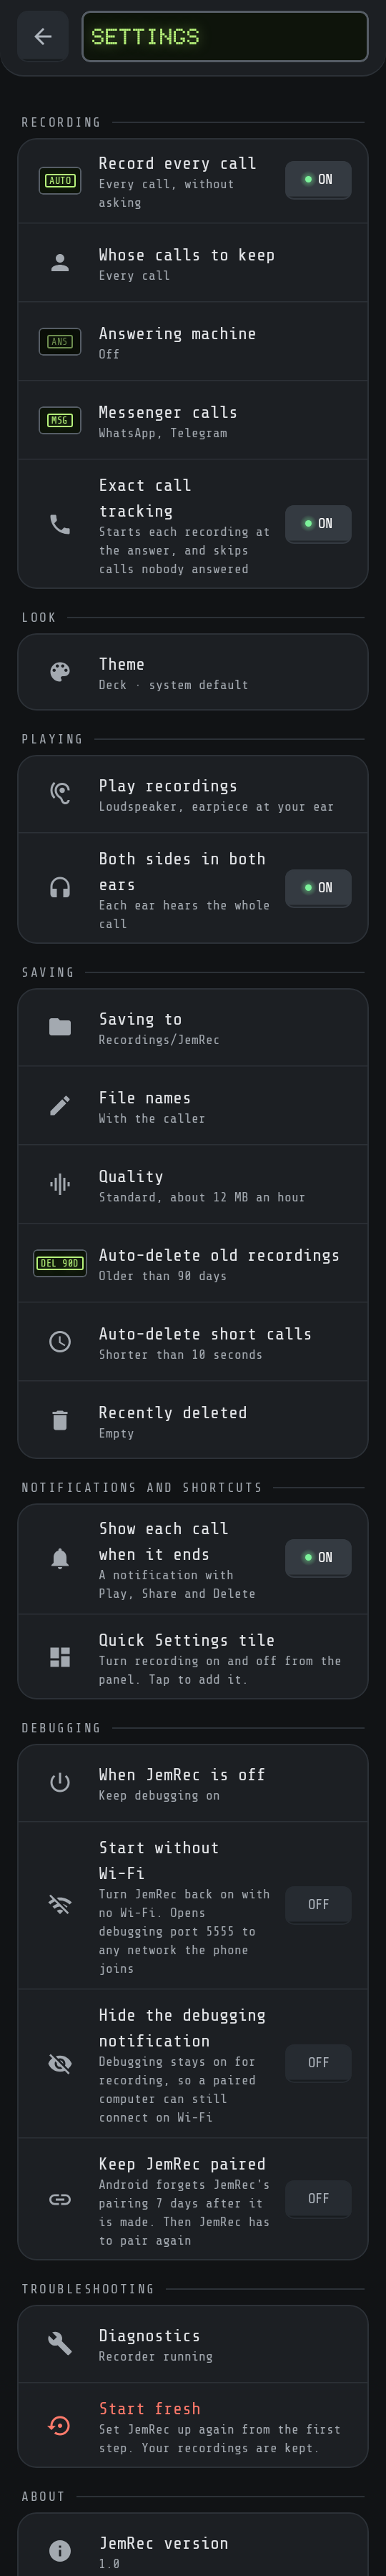 SETTINGS
RECORDING
AUTO
Record every call
Every call, without
asking
ON
Whose calls to keep
Every call
ANS
Answering machine
Off
MSG
Messenger calls
WhatsApp, Telegram
Exact call
tracking
Starts each recording at
the answer, and skips
calls nobody answered
ON
LOOK
Theme
Deck · system default
PLAYING
Play recordings
Loudspeaker, earpiece at your ear
Both sides in both
ears
Each ear hears the whole
call
ON
SAVING
Saving to
Recordings/JemRec
File names
With the caller
Quality
Standard, about 12 MB an hour
DEL 90D
Auto-delete old recordings
Older than 90 days
Auto-delete short calls
Shorter than 10 seconds
Recently deleted
Empty
NOTIFICATIONS AND SHORTCUTS
Show each call
when it ends
A notification with
Play, Share and Delete
ON
Quick Settings tile
Turn recording on and off from the
panel. Tap to add it.
DEBUGGING
When JemRec is off
Keep debugging on
Start without
Wi-Fi
Turn JemRec back on with
no Wi-Fi. Opens
debugging port 5555 to
any network the phone
joins
OFF
Hide the debugging
notification
Debugging stays on for
recording, so a paired
computer can still
connect on Wi-Fi
OFF
Keep JemRec paired
Android forgets JemRec's
pairing 7 days after it
is made. Then JemRec has
to pair again
OFF
TROUBLESHOOTING
Diagnostics
Recorder running
Start fresh
Set JemRec up again from the first
step. Your recordings are kept.
ABOUT
JemRec version
1.0